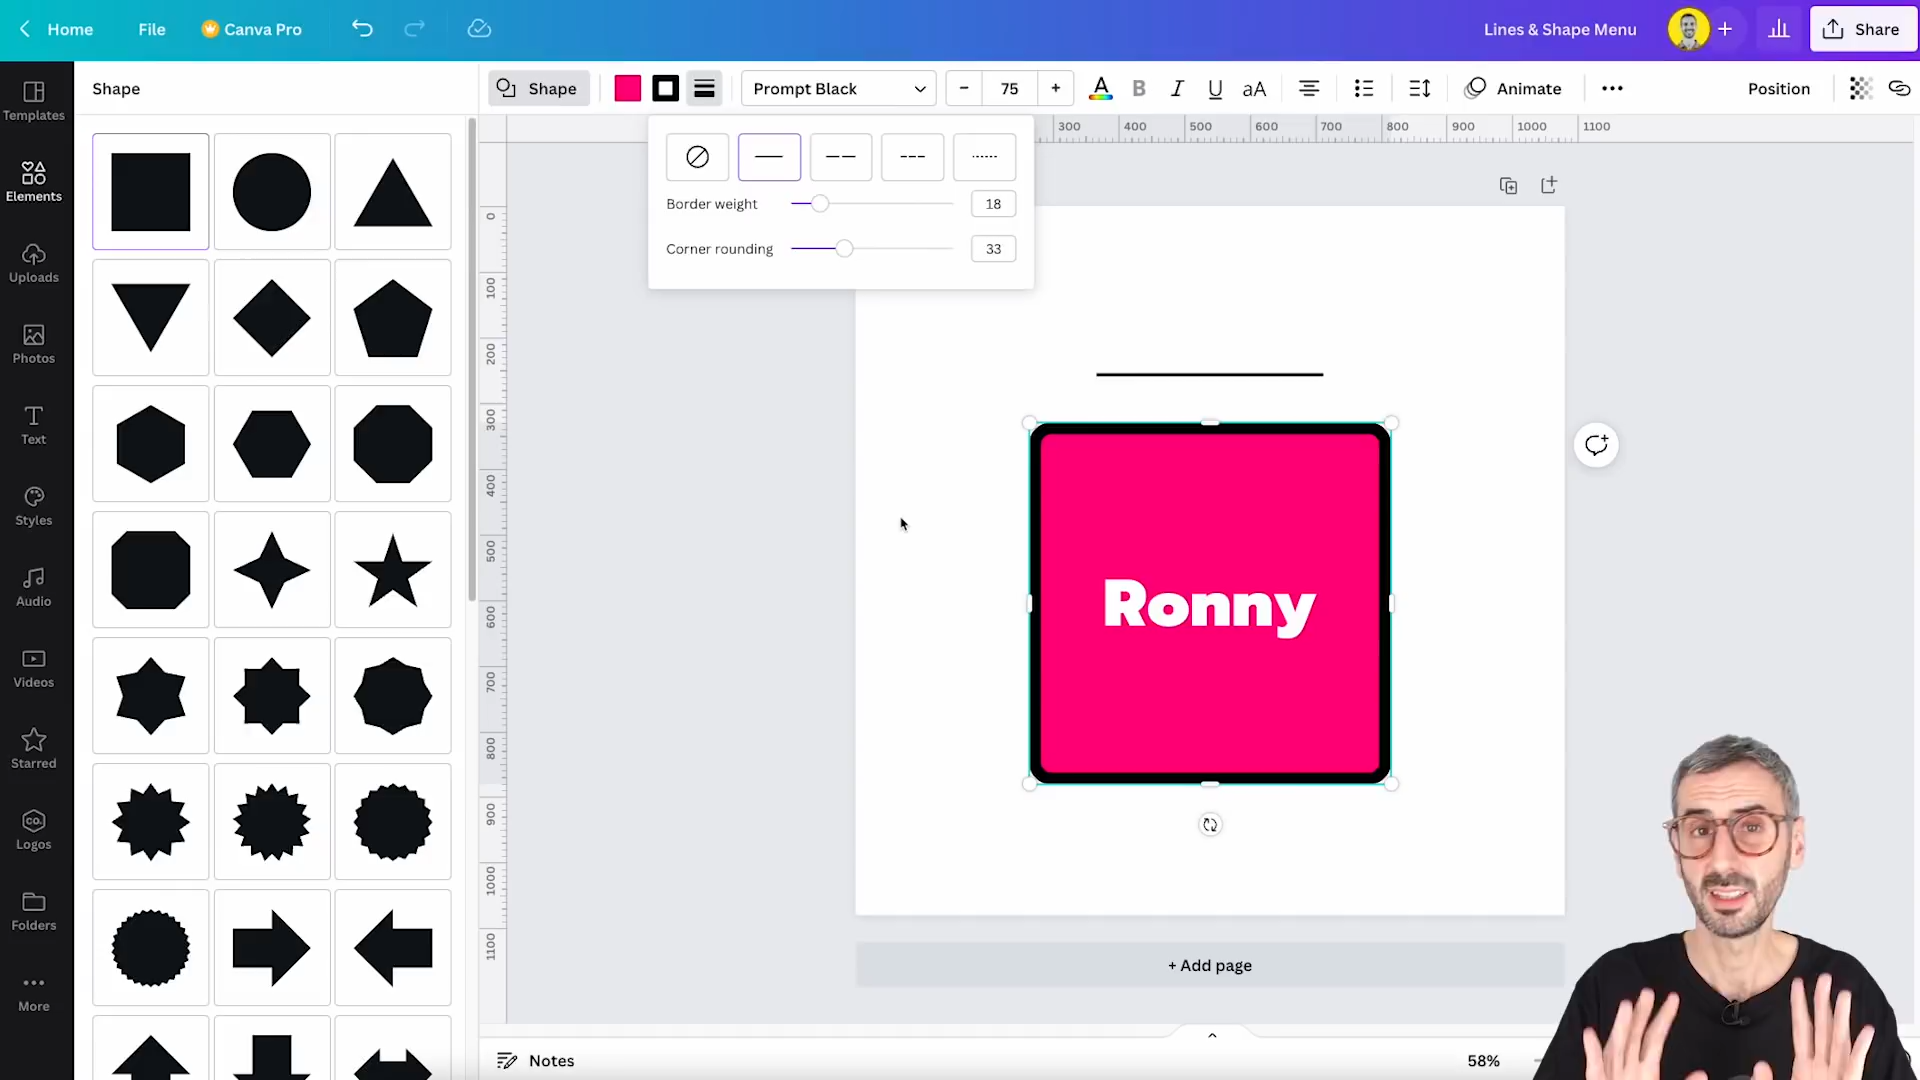 Home
File
Canva Pro
Lines & Shape Menu
Share
Templates
Elements
Uploads
Photos
Text
Styles
Audio
Videos
Starred
Logos
CO.
Folders
More
Shape
Shape
Prompt Black
75
A
B
I
U
aA
Animate
Position
Border weight
18
Corner rounding
33
300
400
500
600
700
800
900
1000
1100
0
100
200
300
400
500
600
700
800
900
1000
1100
Ronny
+ Add page
Notes
58%